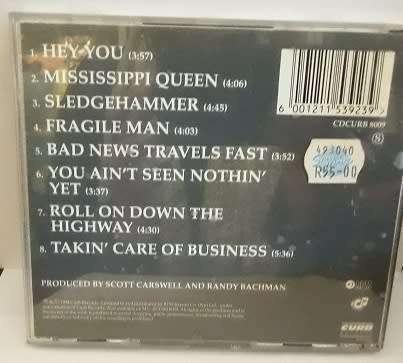 1. HEY YOU (3:57)
2. MISSISSIPPI QUEEN (4:06)
3. SLEDGEHAMMER (4:45)
4. FRAGILE MAN (4:03)
5. BAD NEWS TRAVELS FAST (3:52)
6. YOU AIN'T SEEN NOTHIN'
YET (3:37)
7. ROLL ON DOWN THE
HIGHWAY (4:30)
8. TAKIN' CARE OF BUSINESS (5:36)
6 001211 539239
CDCURB 8009
493040
R55-00
PRODUCED BY SCOTT CARSWELL AND RANDY BACHMAN
CURB